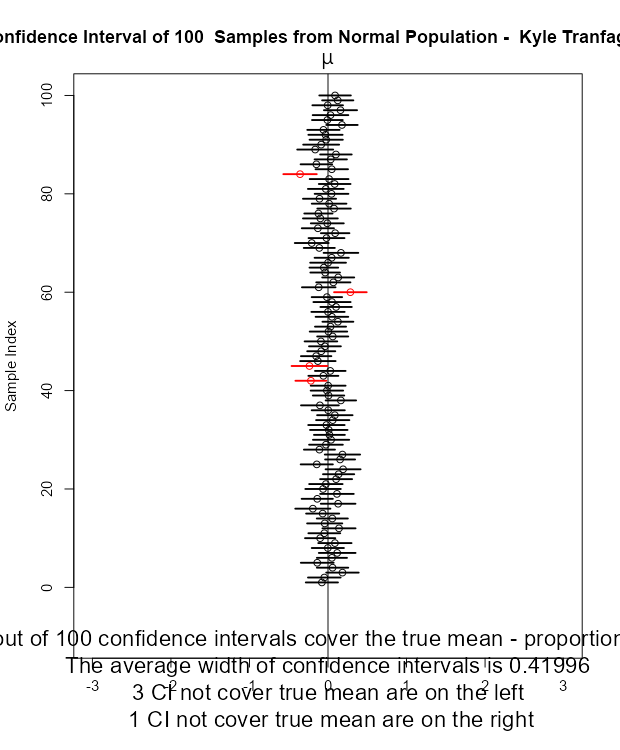 onfidence Interval of 100 Samples from Normal Population - Kyle Tranfag
μ
100
80
60
40
20
0
Sample Index
out of 100 confidence intervals cover the true mean - proportion
The average width of confidence intervals is 0.41996
-3 -2 -1 0 1 2 3
3 CI not cover true mean are on the left
1 CI not cover true mean are on the right